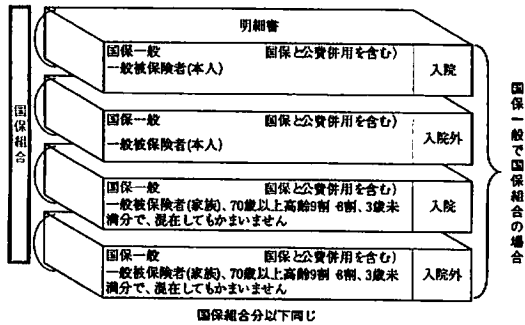 明細書
国保組合
国保一般 国保と公費併用を含む)
一般被保険者(本人)
入院
国保一般 国保と公費併用を含む)
一般被保険者(本人)
入院外
国保一般 国保と公費併用を含む)
一般被保険者(家族)、70歳以上高齢9割 8割、3歳未
満分で、混在してもかまいません
入院
国保一般 国保と公費併用を含む)
一般被保険者(家族)、70歳以上高齢9割 8割、3歳未
満分で、混在してもかまいません
入院外
国保一般で国保組合の場合
国保組合分以下同じ